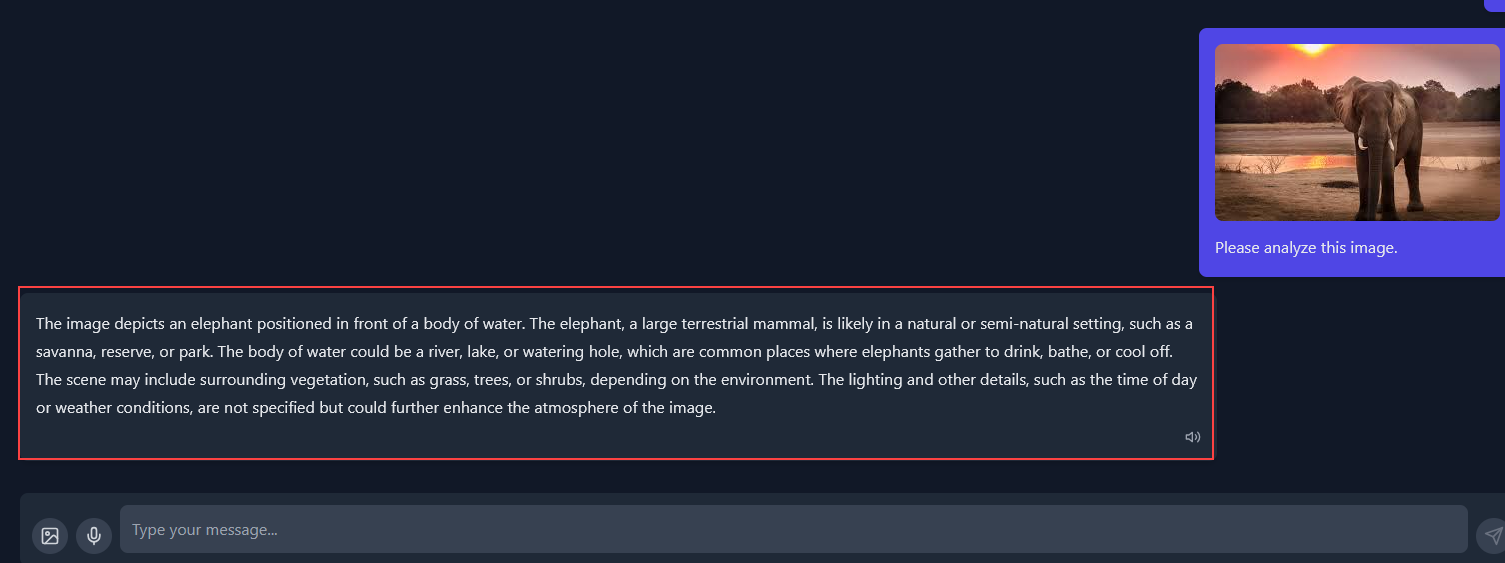 Please analyze this image.
The image depicts an elephant positioned in front of a body of water. The elephant, a large terrestrial mammal, is likely in a natural or semi-natural setting, such as a
savanna, reserve, or park. The body of water could be a river, lake, or watering hole, which are common places where elephants gather to drink, bathe, or cool off.
The scene may include surrounding vegetation, such as grass, trees, or shrubs, depending on the environment. The lighting and other details, such as the time of day
or weather conditions, are not specified but could further enhance the atmosphere of the image.
Type your message...